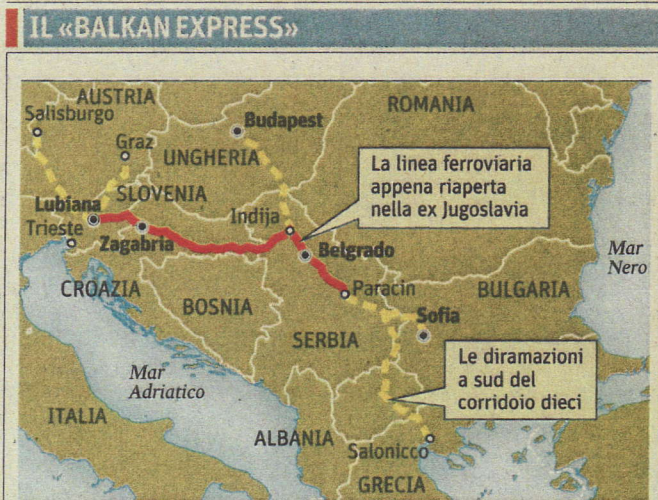 IL «BALKAN EXPRESS»
AUSTRIA
Salisburgo
ROMANIA
Budapest
Graz
UNGHERIA
La linea ferroviaria
appena riaperta
nella ex Jugoslavia
SLOVENIA
Lubiana
Indija
Trieste
Zagabria
Belgrado
Mar
Nero
CROAZIA
Paracin
BULGARIA
BOSNIA
Sofia
SERBIA
Le diramazioni
a sud del
corridoio dieci
Mar
Adriatico
ITALIA
ALBANIA
Salonicco
GRECIA